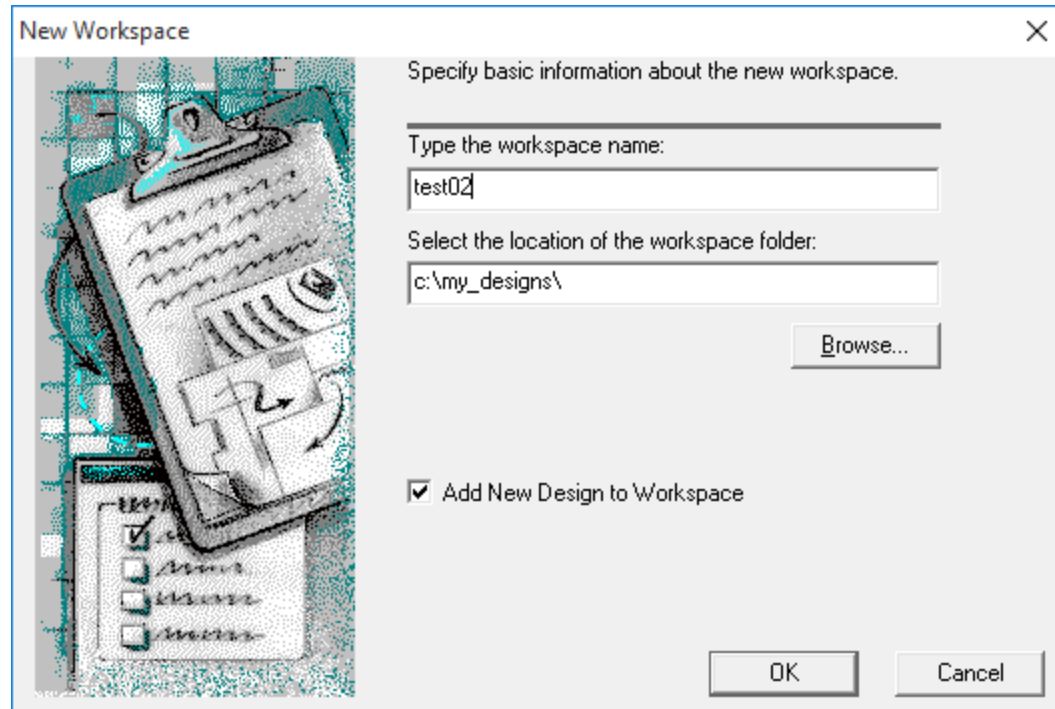 New Workspace
Specify basic information about the new workspace.
Type the workspace name:
test02
Select the location of the workspace folder:
c:\my_designs\
Browse...
Add New Design to Workspace
OK
Cancel